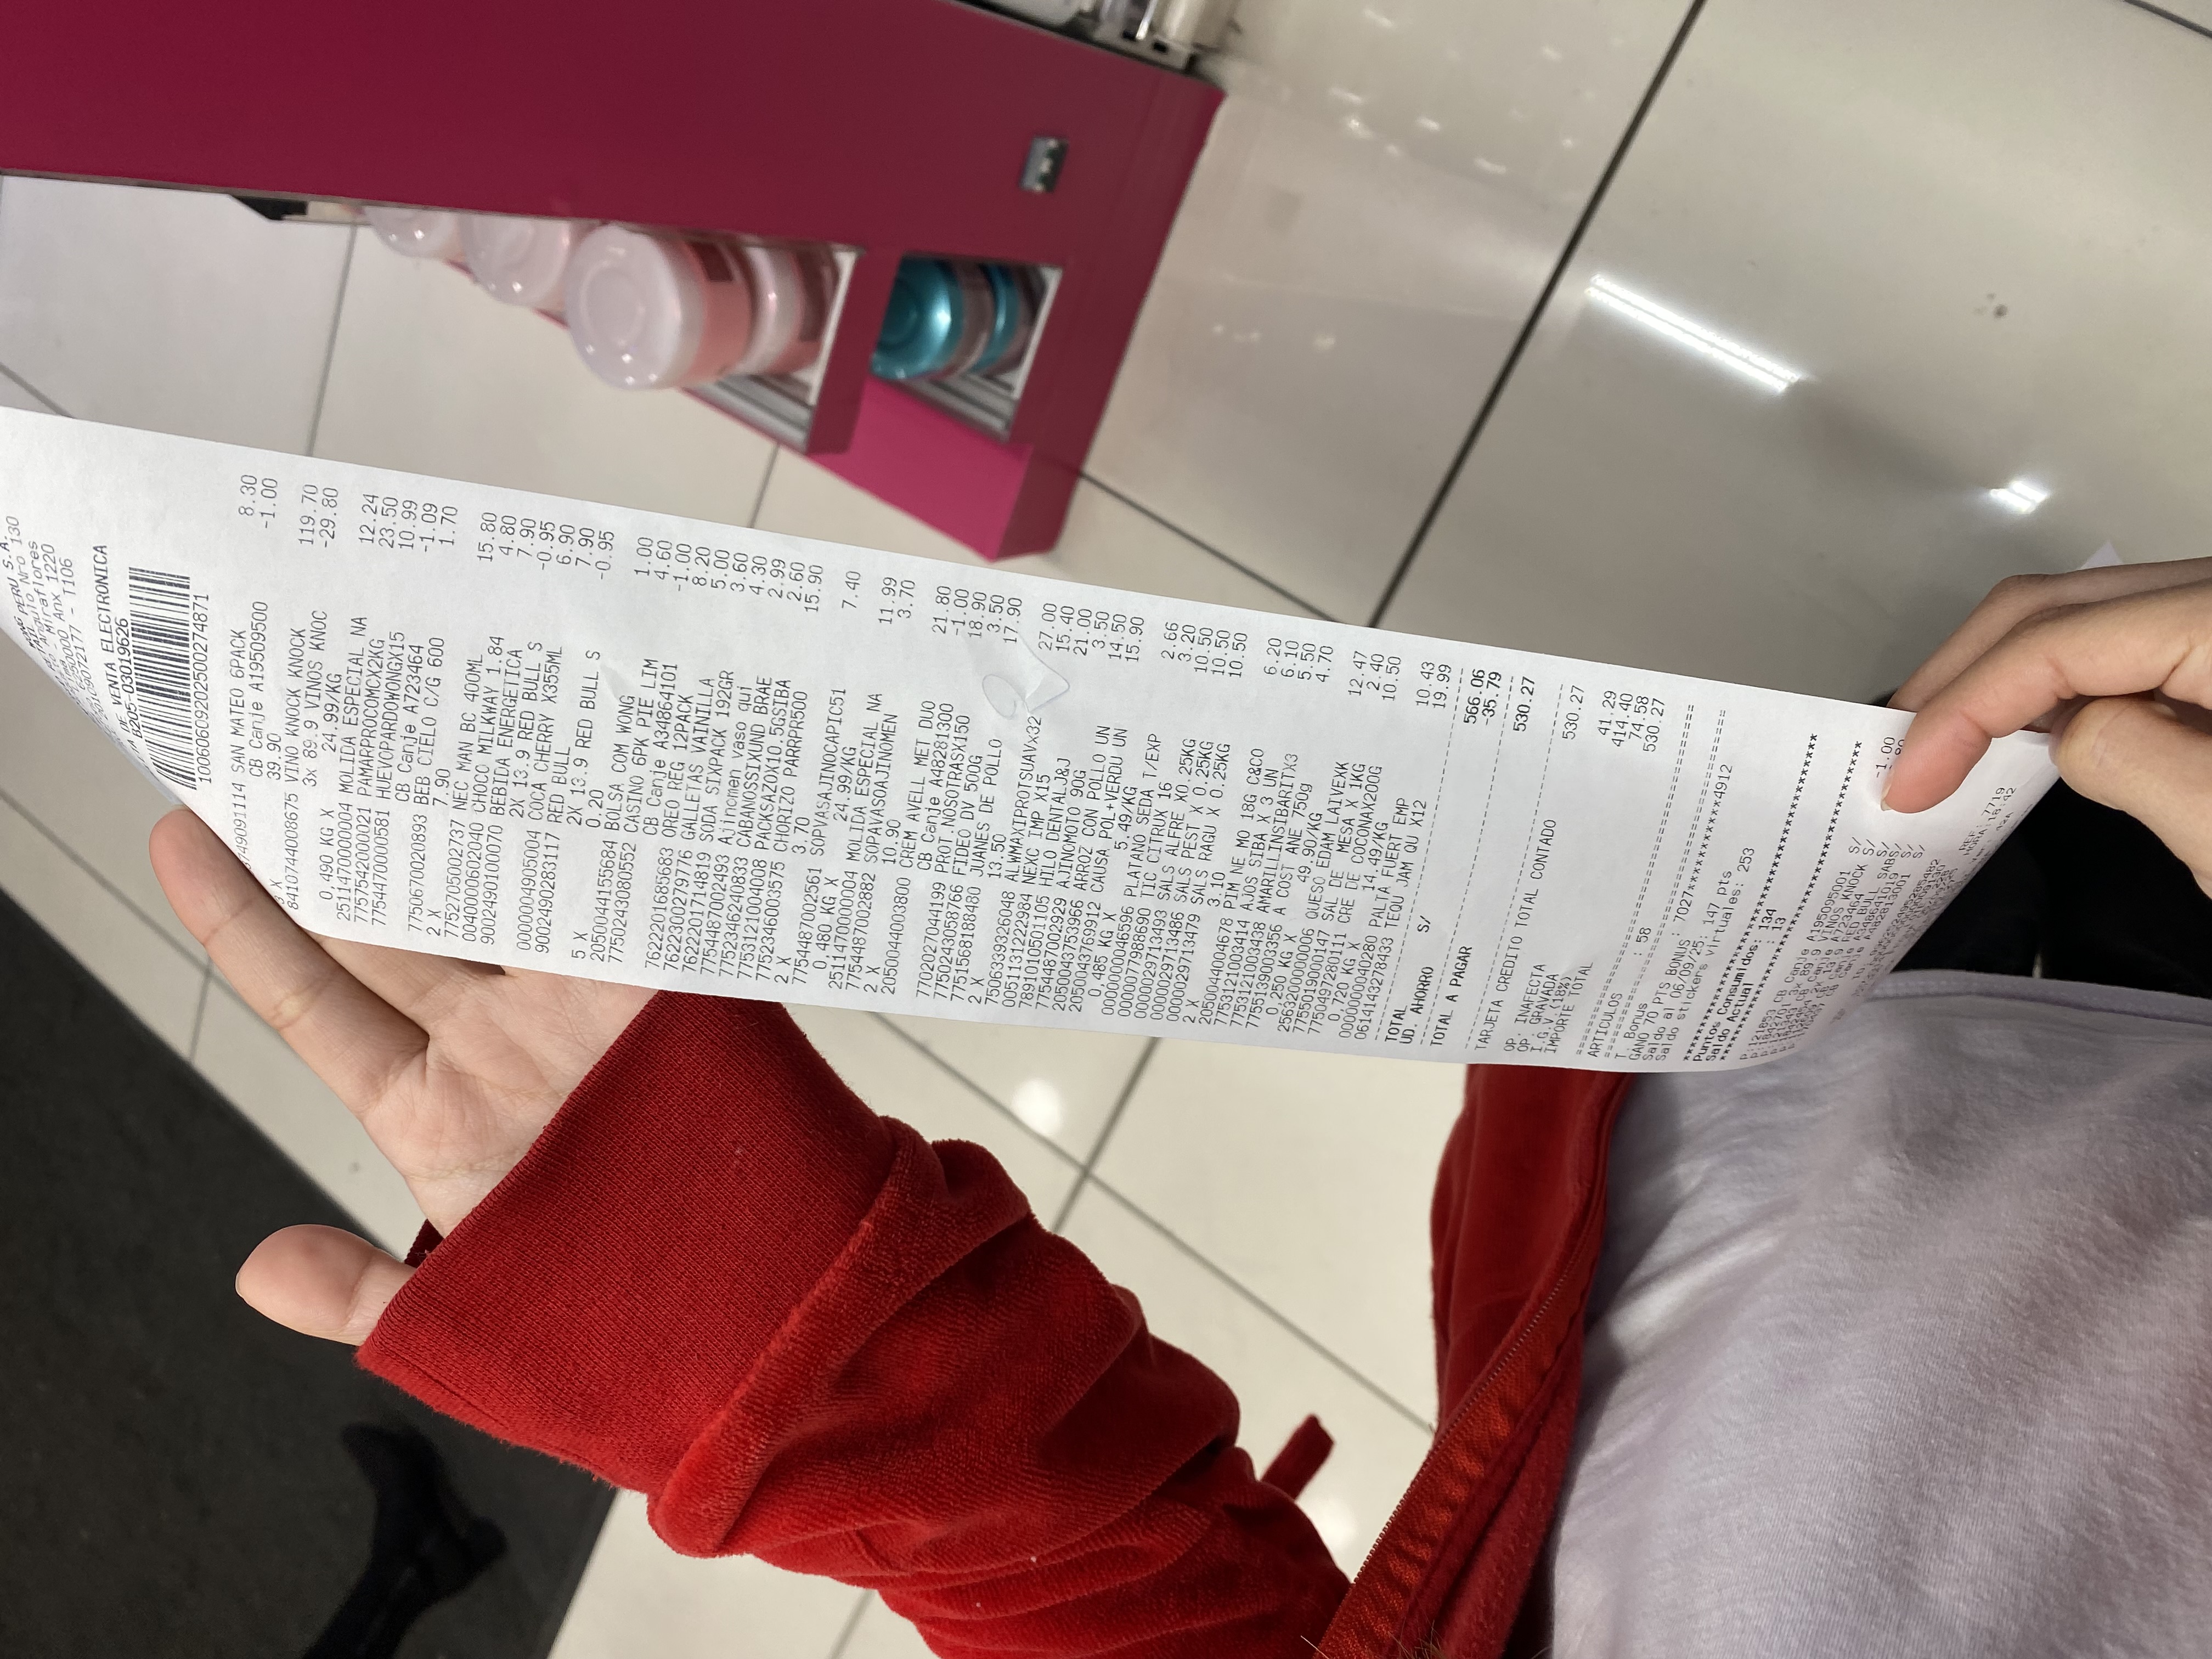 WONG PERU S.A.
Angulo Nro 130
- Miraflores
6250000 Anx 1220
20109072177 - T106
DE VENTA ELECTRONICA
B205-03019626
10060609202500274871
SAN MATEO 6PACK 8.30
CB Canje A19509500 -1.00
3 X 39.90
8410744008675 VINO KNOCK KNOCK 119.70
3x 89.9 VINOS KNOC -29.80
0,490 KG X 24.99/KG
2511470000004 MOLIDA ESPECIAL NA 12.24
7757542000021 PAMARPROCOMCX2KG 23.50
7754470000581 HUEVOPARDOWONGX15 10.99
CB Canje A723464 -1.09
7750670020893 BEB CIELO C/G 600 1.70
2 X 7.90
7752705002737 NEC MAN BC 400ML 15.80
0040000602040 CHOCO MILKWAY 1.84 4.80
9002490100070 BEBIDA ENERGETICA 7.90
2X 13.9 RED BULL S -0.95
0000004905004 COCA CHERRY X355ML 6.90
9002490283117 RED BULL 7.90
2X 13.9 RED BULL S -0.95
5 X 0.20
2050044155684 BOLSA COM WONG 1.00
7750243080552 CASINO 6PK PIE LIM 4.60
CB Canje A34864101 -1.00
7622201685683 OREO REG 12PACK 8.20
7622300279776 GALLETAS VAINILLA 5.00
7622201714819 SODA SIXPACK 192GR 3.60
7754487002493 Ajinomen vaso qui 4.30
7752346240833 CABANOSSIXUND BRAE 2.99
7753121004008 PACKSAZOX10.5GSIBA 2.60
7752346003575 CHORIZO PARRPR500 15.90
2 X 3.70
7754487002561 SOPVASAJINOCAPIC51 7.40
0,480 KG X 24.99/KG
2511470000004 MOLIDA ESPECIAL NA 11.99
7754487002882 SOPAVASOAJINOMEN 3.70
2 X 10.90
2050044003800 CREM AVELL MET DUO 21.80
CB Canje A48281300 -1.00
7702027044199 PROT.NOSOTRASX150 18.90
7750243058766 FIDEO DV 500G 3.50
7751568188480 JUANES DE POLLO 17.90
2 X 13.50
7506339326048 ALWMAXIPROTSUAVx32 27.00
0051131222984 NEXC IMP X15 15.40
7891010501105 HILO DENTALJ&J 21.00
7754487002929 AJINOMOTO 90G 3.50
2050043753966 ARROZ CON POLLO UN 14.50
2050043769912 CAUSA POL+VERDU UN 15.90
0,485 KG X 5.49/KG
0000000046596 PLATANO SEDA T/EXP 2.66
0000077988690 TIC CITRUX 16 3.20
0000029713493 SALS ALFRE X0.25KG 10.50
0000029713486 SALS PEST X 0.25KG 10.50
0000029713479 SALS RAGU X 0.25KG 10.50
2 X 3.10
2050044004678 PIM NE MO 18G C&CO 6.20
7753121003414 AJOS SIBA X 3 UN 6.10
7753121003438 AMARILLINSIBARITX3 5.50
7755139003356 A COST ANE 750g 4.70
0,250 KG X 49.90/KG
2563200000006 QUESO EDAM LAIVEXK 12.47
7755019000147 SAL DE MESA X 1KG 2.40
7750497280111 CRE DE COCONAX200G 10.50
0,720 KG X 14.49/KG
0000000040280 PALTA FUERT EMP 10.43
0614143278433 TEQU JAM QU X12 19.99
TOTAL S/ 566.06
UD. AHORRO -35.79
TOTAL A PAGAR 530.27
TARJETA CREDITO TOTAL CONTADO 530.27
OP. INAFECTA 41.29
OP. GRAVADA 414.40
I.G.V.(18%) 74.58
IMPORTE TOTAL 530.27
ARTICULOS : 58
T. Bonus : 7027***********4912
GANO 70 PTS BONUS
Saldo al 06/09/25: 147 pts
Saldo stickers virtuales: 253
Puntos Consumidos: 134
Saldo Actual : 13
CB Canje A195095001 S/ -1.00
3x 89.9 VINOS KNOCK S/
CB Canje A723464 S/
2X 13.9 RED BULL SABS/
CB Canje A348641019 S/
CB Canje A482813001 S/
REF: 7719
HORA:18:42